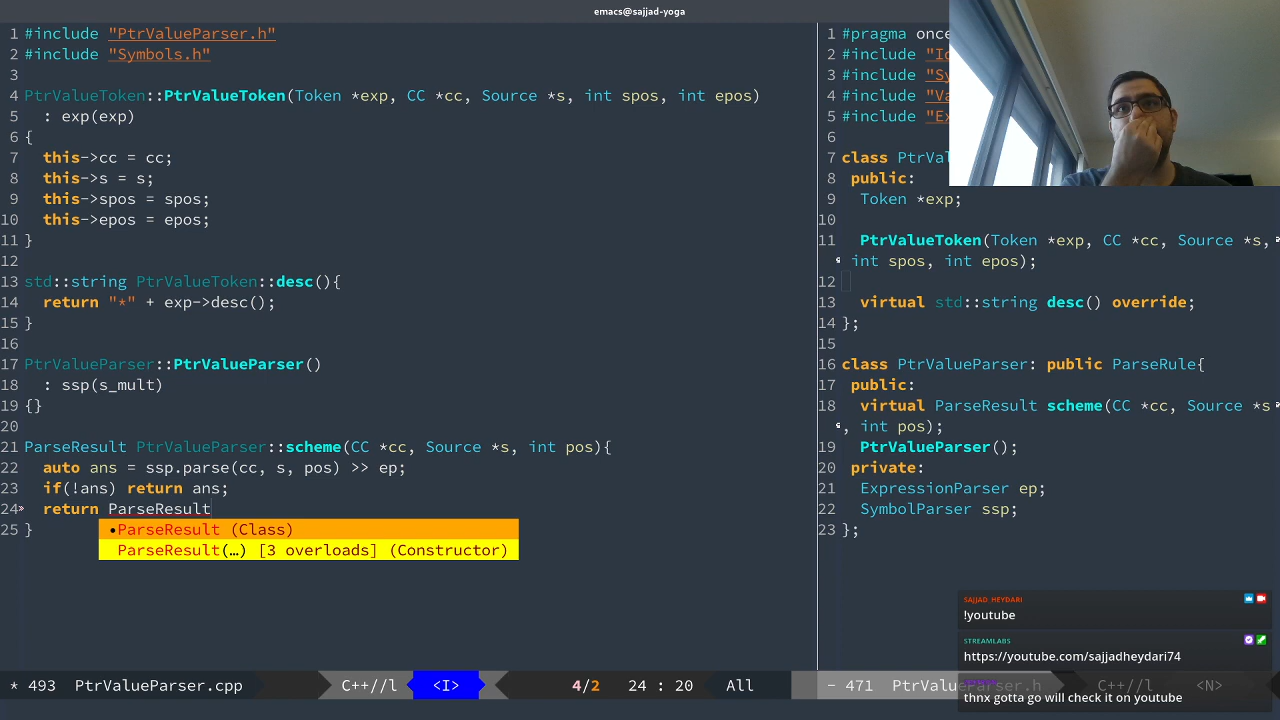 emacs@sajjad-yoga
1 #include "PtrValueParser.h"
2 #include "Symbols.h"
3
4 PtrValueToken::PtrValueToken(Token *exp, CC *cc, Source *s, int spos, int epos)
5 : exp(exp)
6 {
7 this->cc = cc;
8 this->s = s;
9 this->spos = spos;
10 this->epos = epos;
11 }
12
13 std::string PtrValueToken::desc(){
14 return "*" + exp->desc();
15 }
16
17 PtrValueParser::PtrValueParser()
18 : ssp(s_mult)
19 {}
20
21 ParseResult PtrValueParser::scheme(CC *cc, Source *s, int pos){
22 auto ans = ssp.parse(cc, s, pos) >> ep;
23 if(!ans) return ans;
24 return ParseResult
•ParseResult (Class)
ParseResult(…) [3 overloads] (Constructor)
25 }
* 493 PtrValueParser.cpp C++//l <I> 4/2 24 : 20 All
1 #pragma once
2 #include
3 #include
4 #include
5 #include
6
7 class
8 public:
9 Token *exp;
10
11 PtrValueToken(Token *exp, CC *cc, Source *s,
int spos, int epos);
12
13 virtual std::string desc() override;
14 };
15
16 class PtrValueParser: public ParseRule{
17 public:
18 virtual ParseResult scheme(CC *cc, Source *s
, int pos);
19 PtrValueParser();
20 private:
21 ExpressionParser ep;
22 SymbolParser ssp;
23 };
SAJJAD HEYDARI
!youtube
STREAMLABS
https://youtube.com/sajjadheydari74
thnx gotta go will check it on youtube
- 471 PtrValueParser.h C++//l <N>